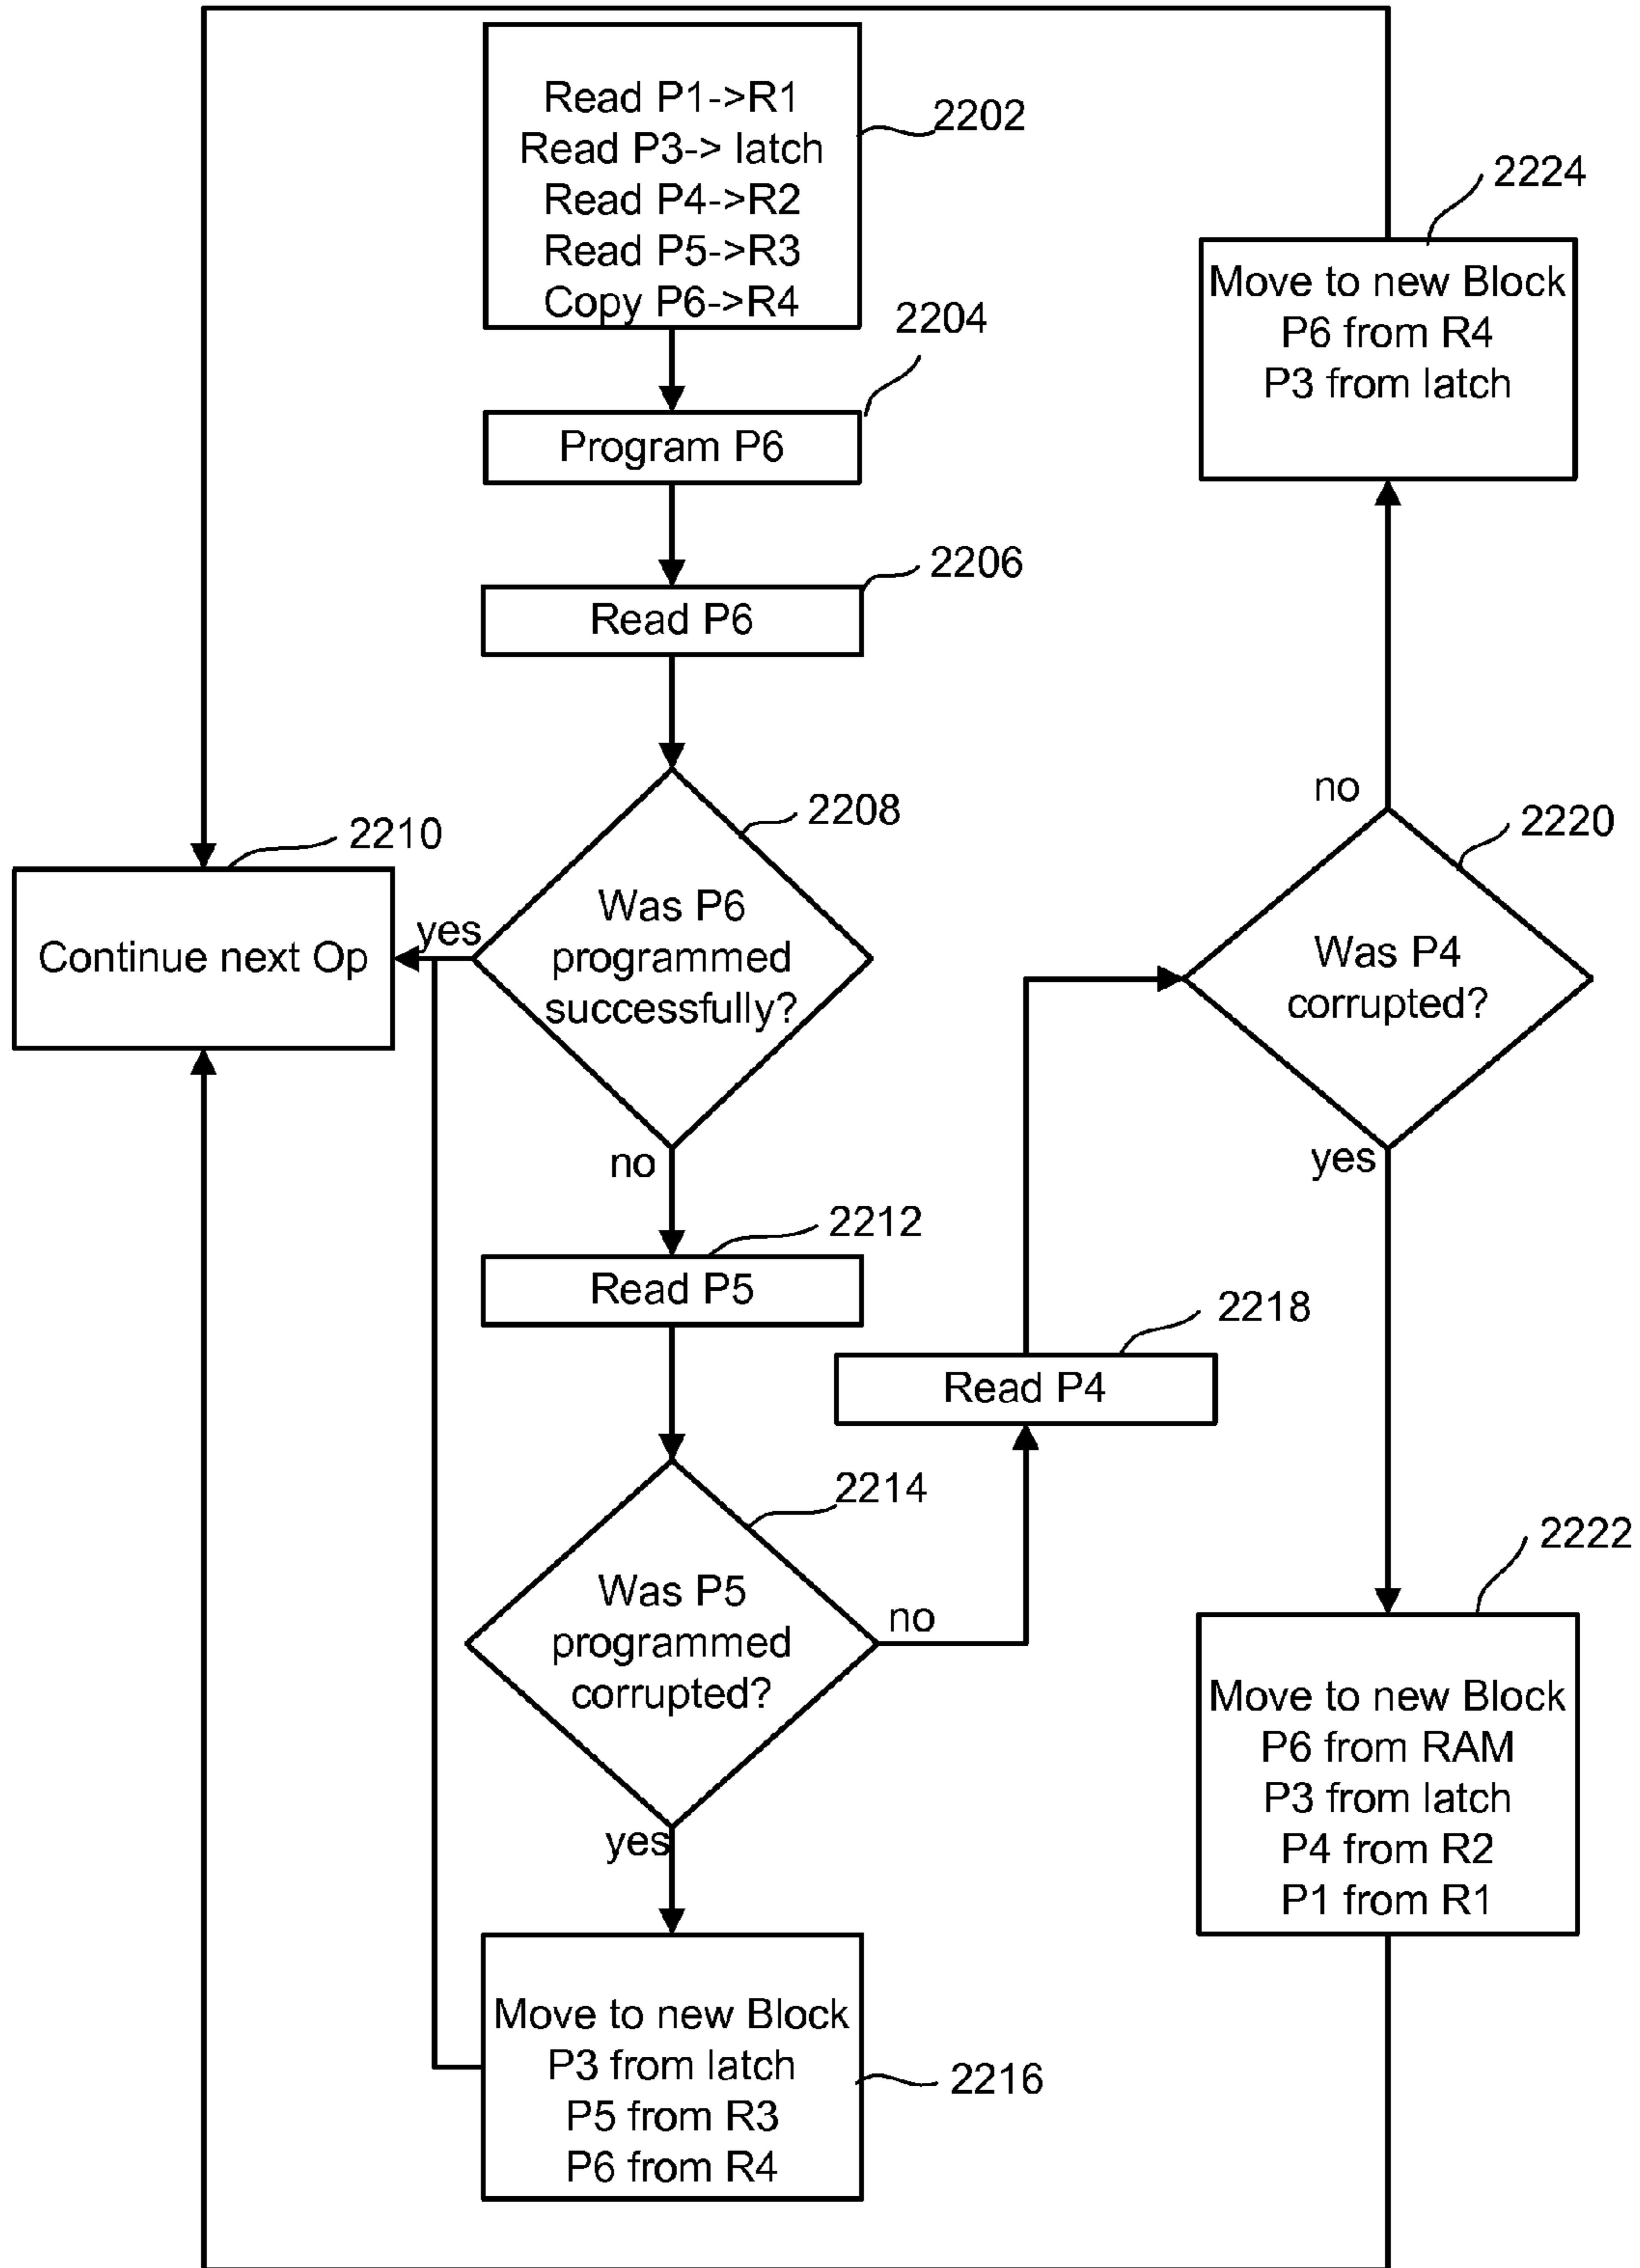 Read P1->R1
Read P3-> latch
Read P4->R2
Read P5->R3
Copy P6->R4
2202
2204
Program P6
2206
Read P6
2208
Was P6
programmed
successfully?
yes
no
2210
Continue next Op
2212
Read P5
2214
Was P5
programmed
corrupted?
no
yes
2216
Move to new Block
P3 from latch
P5 from R3
P6 from R4
2218
Read P4
2220
Was P4
corrupted?
no
yes
2224
Move to new Block
P6 from R4
P3 from latch
2222
Move to new Block
P6 from RAM
P3 from latch
P4 from R2
P1 from R1